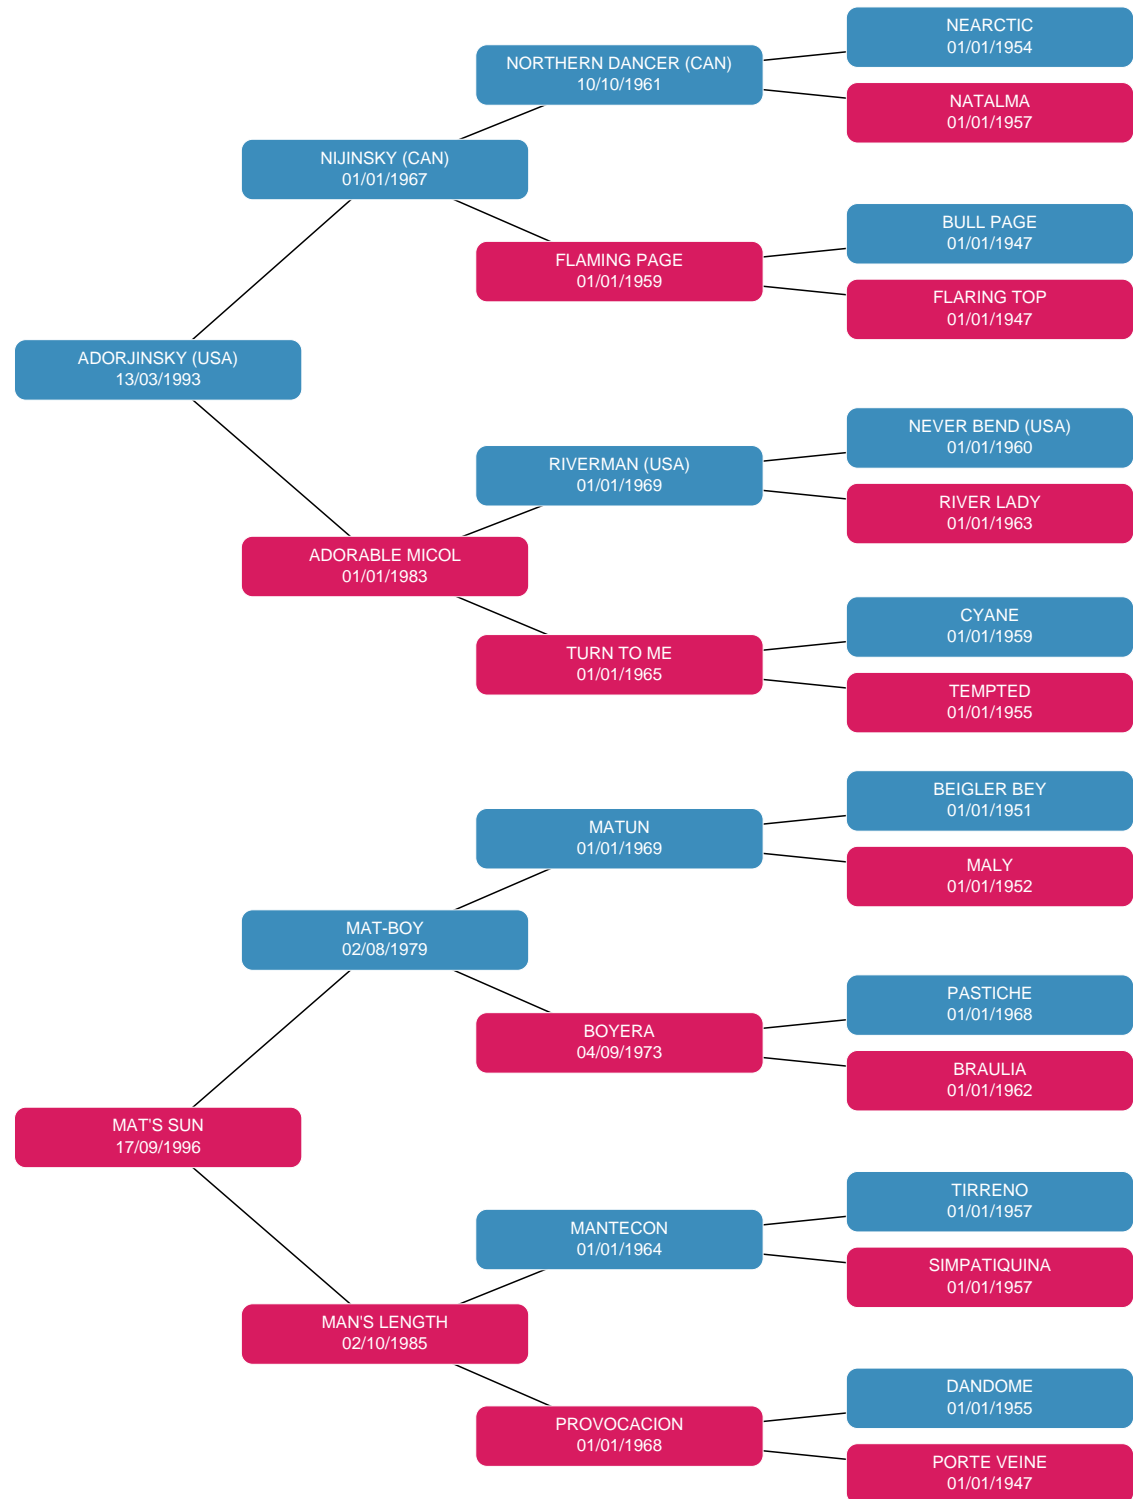 NEARCTIC
01/01/1954
NORTHERN DANCER (CAN)
10/10/1961
NATALMA
01/01/1957
NIJINSKY (CAN)
01/01/1967
BULL PAGE
01/01/1947
FLAMING PAGE
01/01/1959
FLARING TOP
01/01/1947
ADORJINSKY (USA)
13/03/1993
NEVER BEND (USA)
01/01/1960
RIVERMAN (USA)
01/01/1969
RIVER LADY
01/01/1963
ADORABLE MICOL
01/01/1983
CYANE
01/01/1959
TURN TO ME
01/01/1965
TEMPTED
01/01/1955
BEIGLER BEY
01/01/1951
MATUN
01/01/1969
MALY
01/01/1952
MAT-BOY
02/08/1979
PASTICHE
01/01/1968
BOYERA
04/09/1973
BRAULIA
01/01/1962
MAT'S SUN
17/09/1996
TIRRENO
01/01/1957
MANTECON
01/01/1964
SIMPATIQUINA
01/01/1957
MAN'S LENGTH
02/10/1985
DANDOME
01/01/1955
PROVOCACION
01/01/1968
PORTE VEINE
01/01/1947